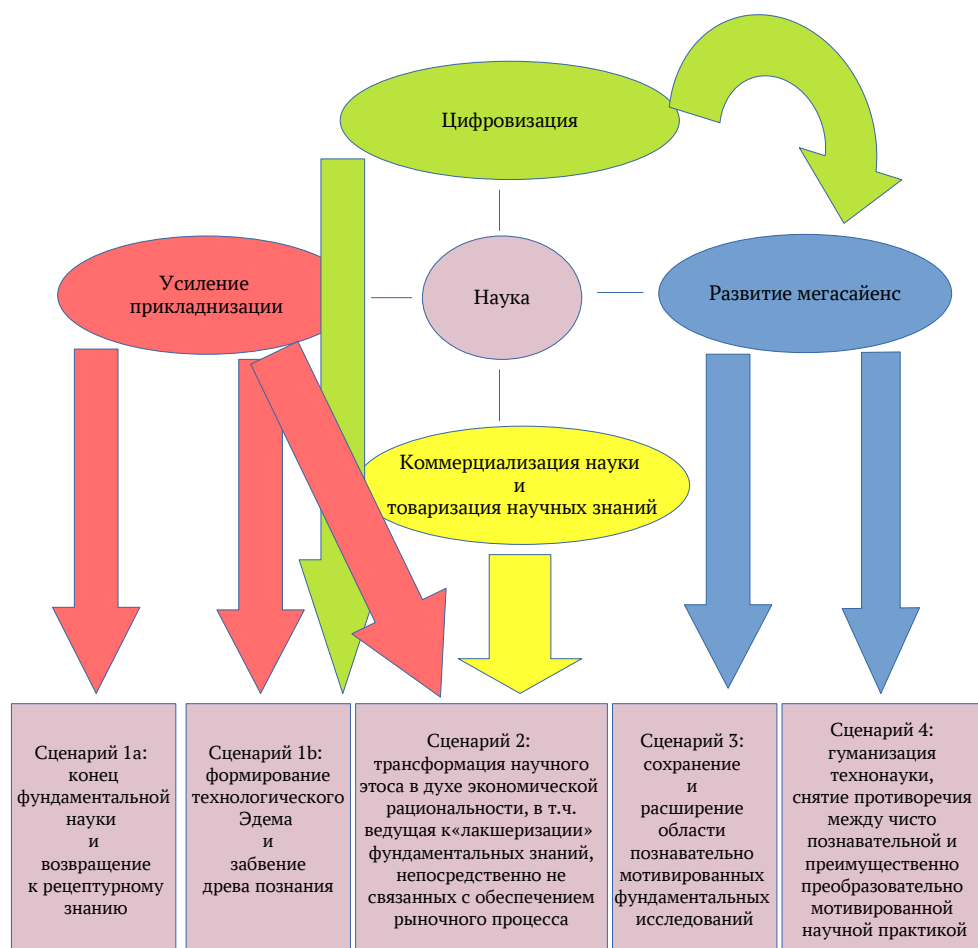 Цифровизация
Усиление
прикладнизации
Наука
Развитие мегасайенс
Коммерциализация науки
и
товаризация научных знаний
Сценарий 1a:
конец
фундаментальной
науки
и
возвращение
к рецептурному
знанию
Сценарий 1b:
формирование
технологического
Эдема
и
забвение
древа познания
Сценарий 2:
трансформация научного
этоса в духе экономической
рациональности, в т.ч.
ведущая к«лакшеризации»
фундаментальных знаний,
непосредственно не
связанных с обеспечением
рыночного процесса
Сценарий 3:
сохранение
и
расширение
области
познавательно
мотивированных
фундаментальных
исследований
Сценарий 4:
гуманизация
технонауки,
снятие противоречия
между чисто
познавательной и
преимущественно
преобразовательно
мотивированной
научной практикой